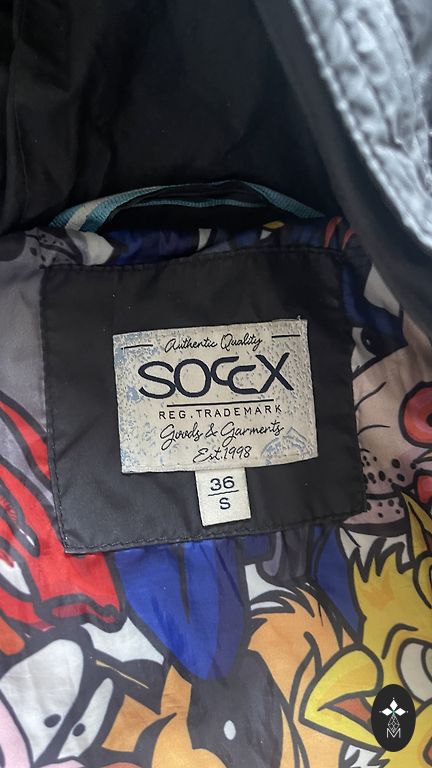 Authentic Quality
SOCCX
REG. TRADEMARK
Goods & Garments
Est.1998
36
S